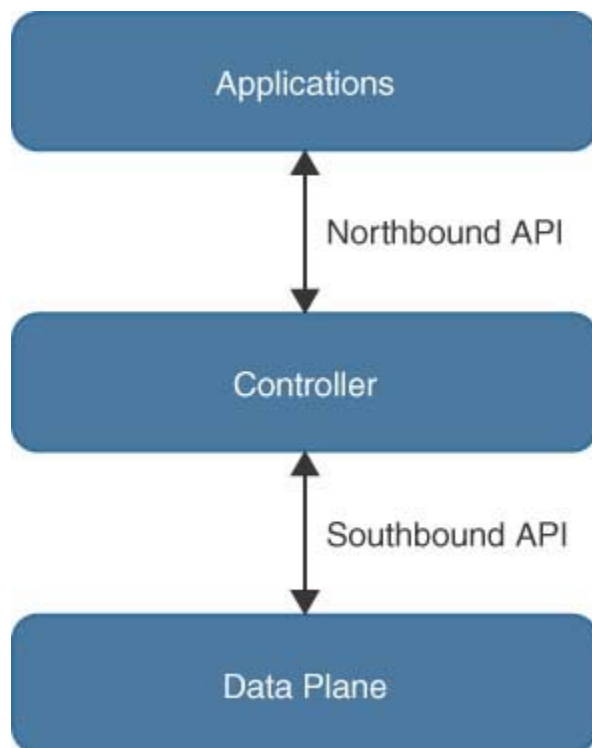 Applications
Northbound API
Controller
Southbound API
Data Plane